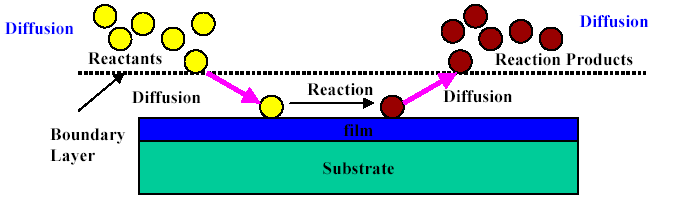 Diffusion
Diffusion
Reactants
Reaction Products
Diffusion
Reaction
Diffusion
Boundary
Layer
film
Substrate